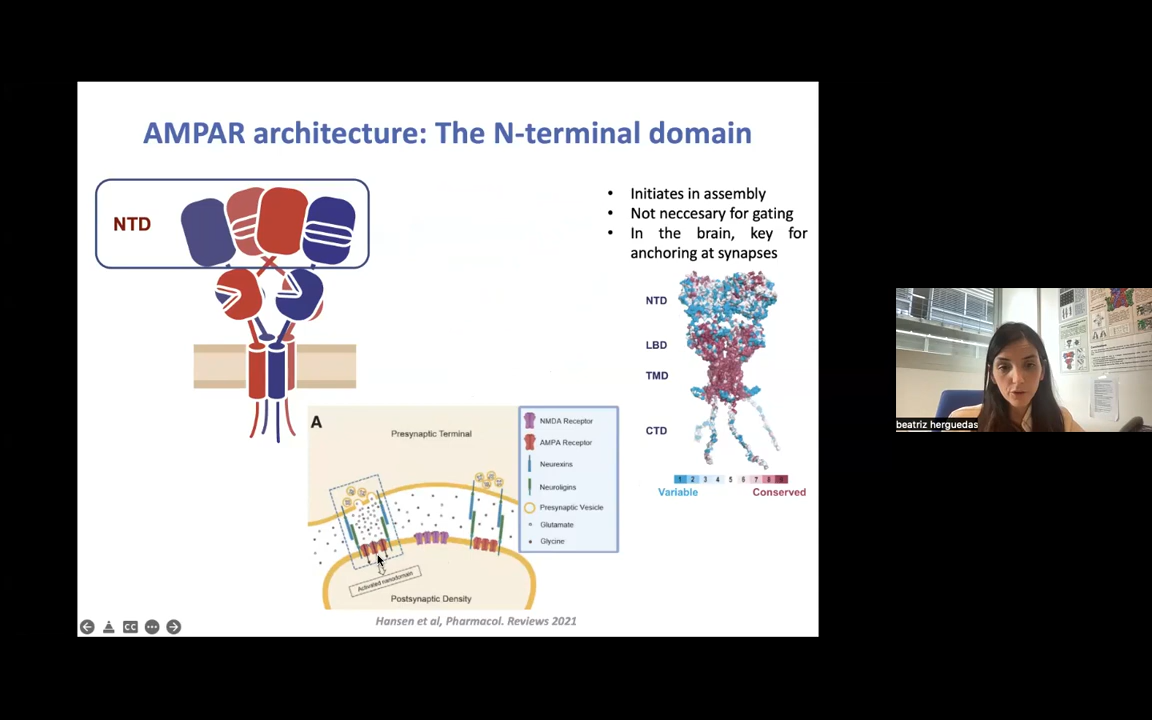 AMPAR architecture: The N-terminal domain
NTD
• Initiates in assembly
• Not neccesary for gating
• In the brain, key for
anchoring at synapses
NTD
LBD
TMD
CTD
1 2 3 4 5 6 7 8 9
Variable
Conserved
A
Presynaptic Terminal
NMDA Receptor
AMPA Receptor
Neurexins
Neuroligins
Presynaptic Vesicle
Glutamate
Glycine
Activated nanodomain
Postsynaptic Density
Hansen et al, Pharmacol. Reviews 2021
CC
beatriz herguedas